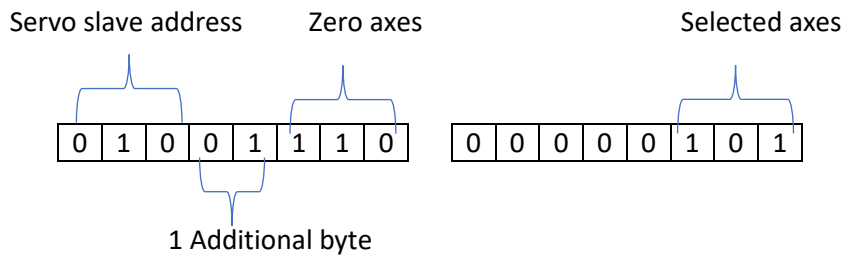 Servo slave address Zero axes Selected axes
0 1 0 0 1 1 1 0 0 0 0 0 0 1 0 1
1 Additional byte